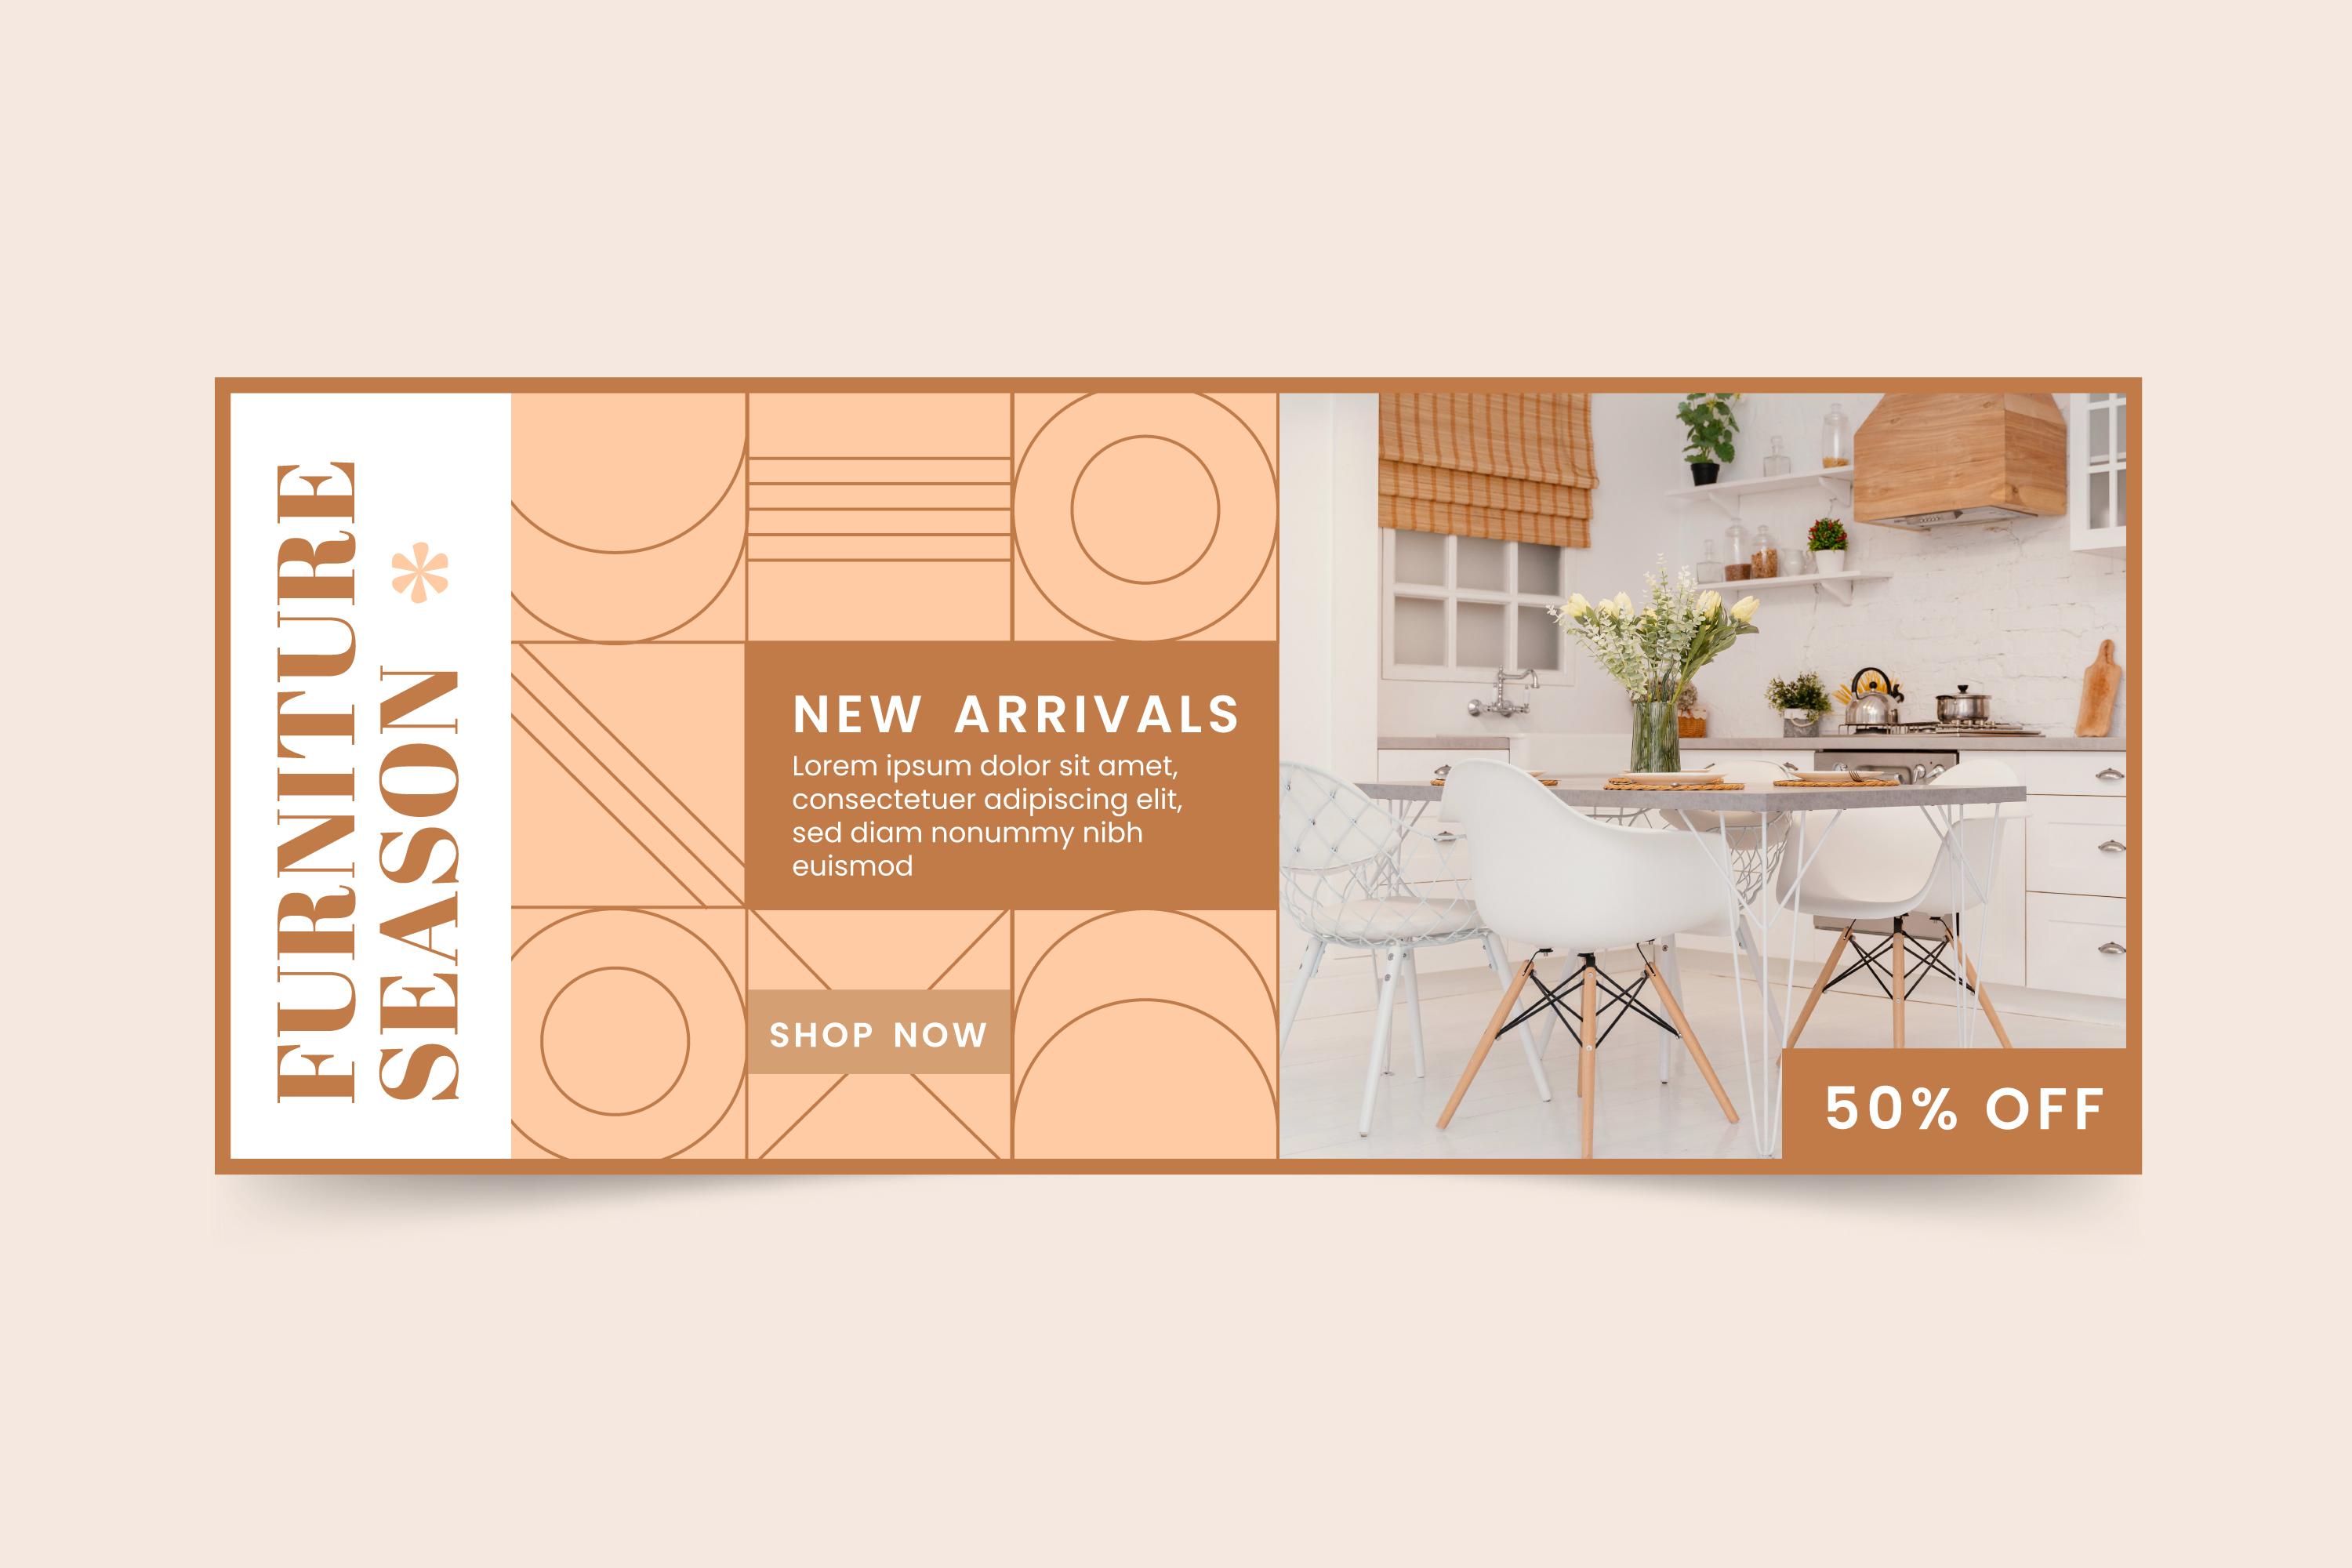 FURNITURE
SEASON *
NEW ARRIVALS
Lorem ipsum dolor sit amet,
consectetuer adipiscing elit,
sed diam nonummy nibh
euismod
SHOP NOW
50% OFF